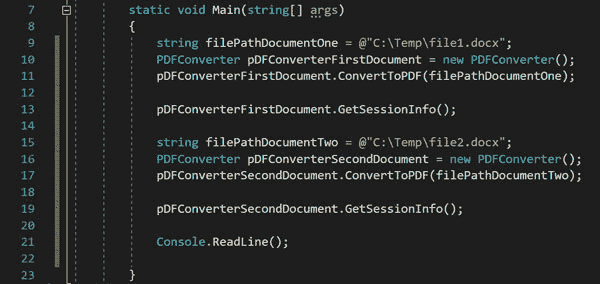 7 static void Main(string[] args)
8 {
9 string filePathDocumentOne = @"C:\Temp\file1.docx";
10 PDFConverter pDFConverterFirstDocument = new PDFConverter();
11 pDFConverterFirstDocument.ConvertToPDF(filePathDocumentOne);
12
13 pDFConverterFirstDocument.GetSessionInfo();
14
15 string filePathDocumentTwo = @"C:\Temp\file2.docx";
16 PDFConverter pDFConverterSecondDocument = new PDFConverter();
17 pDFConverterSecondDocument.ConvertToPDF(filePathDocumentTwo);
18
19 pDFConverterSecondDocument.GetSessionInfo();
20
21 Console.ReadLine();
22
23 }